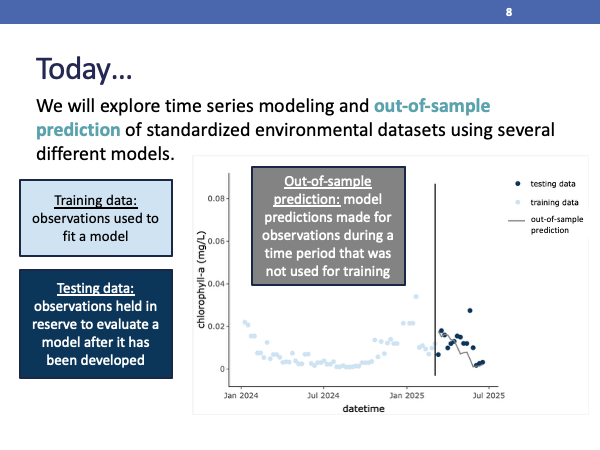 8
Today…
We will explore time series modeling and out-of-sample
prediction of standardized environmental datasets using several
different models.
Training data:
observations used to
fit a model
Testing data:
observations held in
reserve to evaluate a
model after it has
been developed
Out-of-sample
prediction: model
predictions made for
observations during a
time period that was
not used for training
testing data
training data
out-of-sample
prediction
chlorophyll-a (mg/L)
0.08
0.06
0.04
0.02
0
Jan 2024
Jul 2024
Jan 2025
Jul 2025
datetime